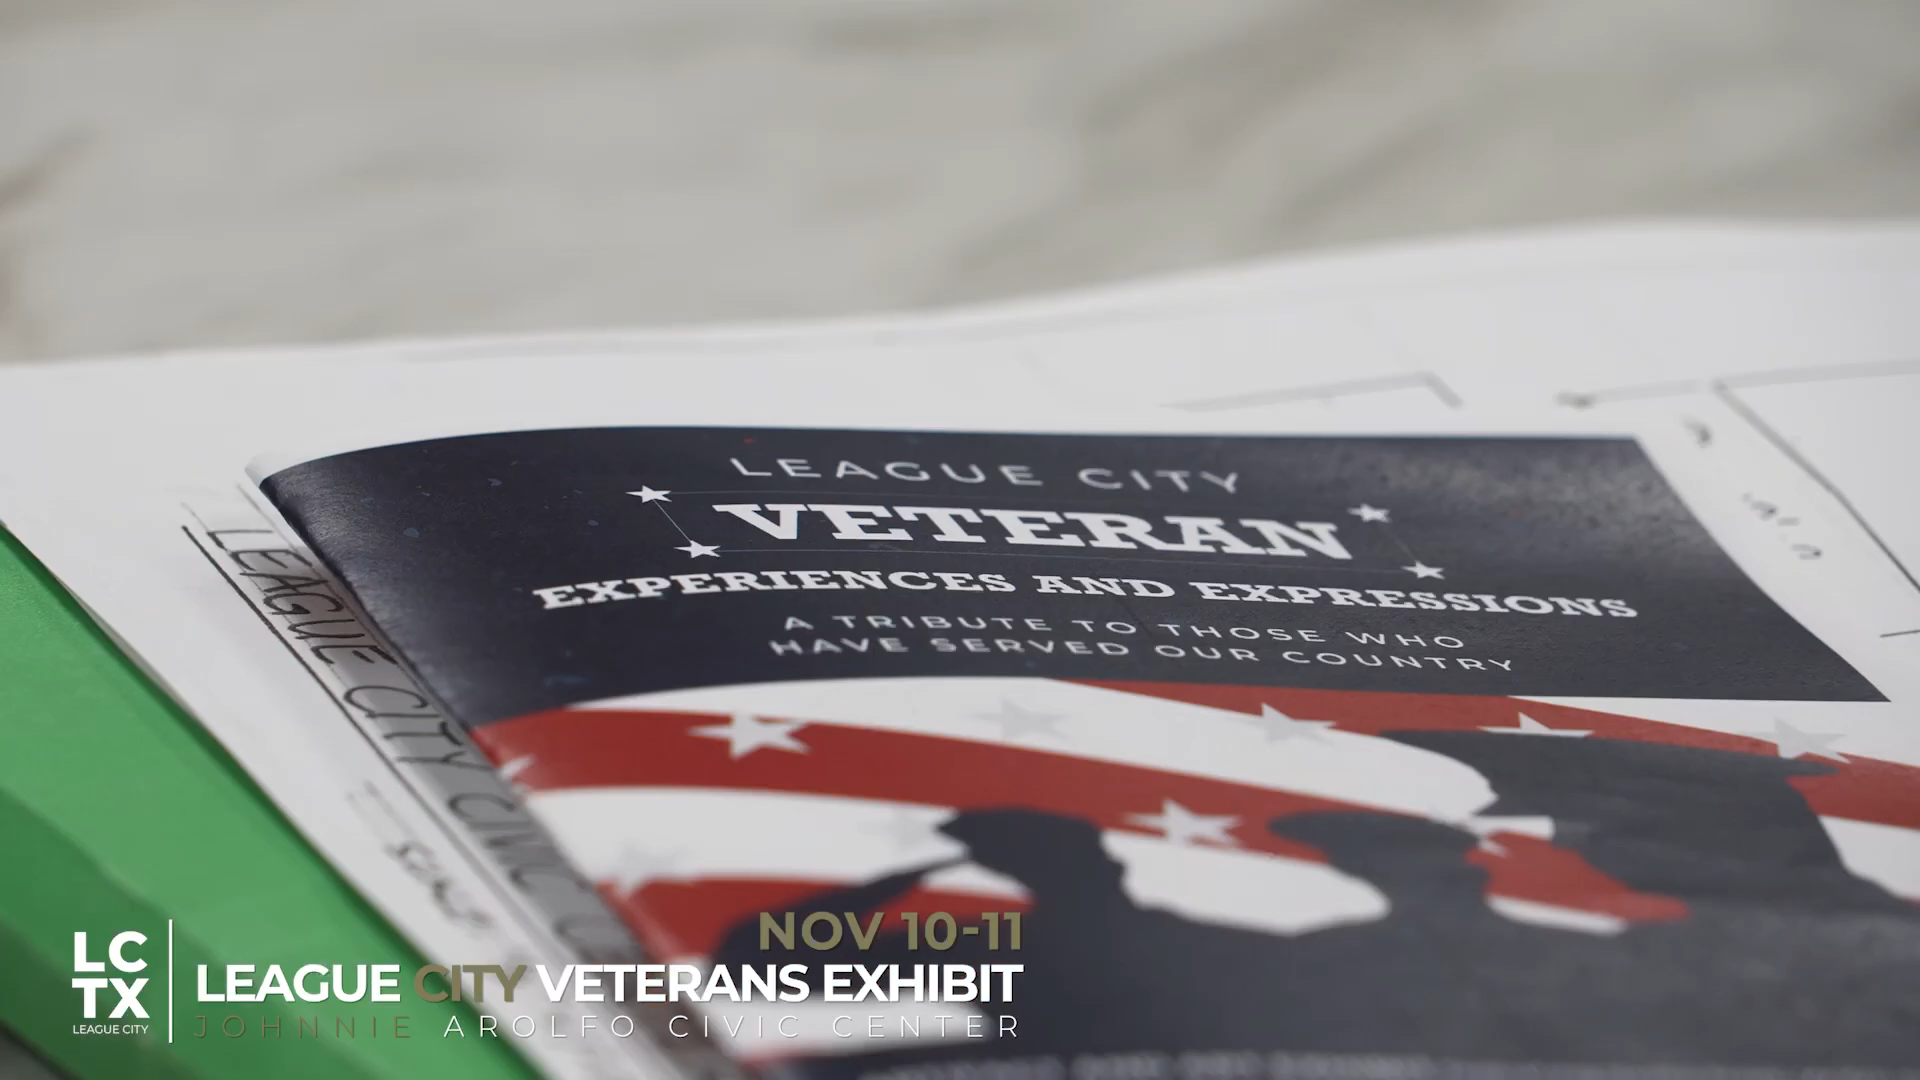 LEAGUE CITY
VETERAN
EXPERIENCES AND EXPRESSIONS
A TRIBUTE TO THOSE WHO
HAVE SERVED OUR COUNTRY
LEAGUE CITY CIVIC
NOV 10-11
LC
TX
LEAGUE CITY
LEAGUE CITY VETERANS EXHIBIT
JOHNNIE AROLFO CIVIC CENTER